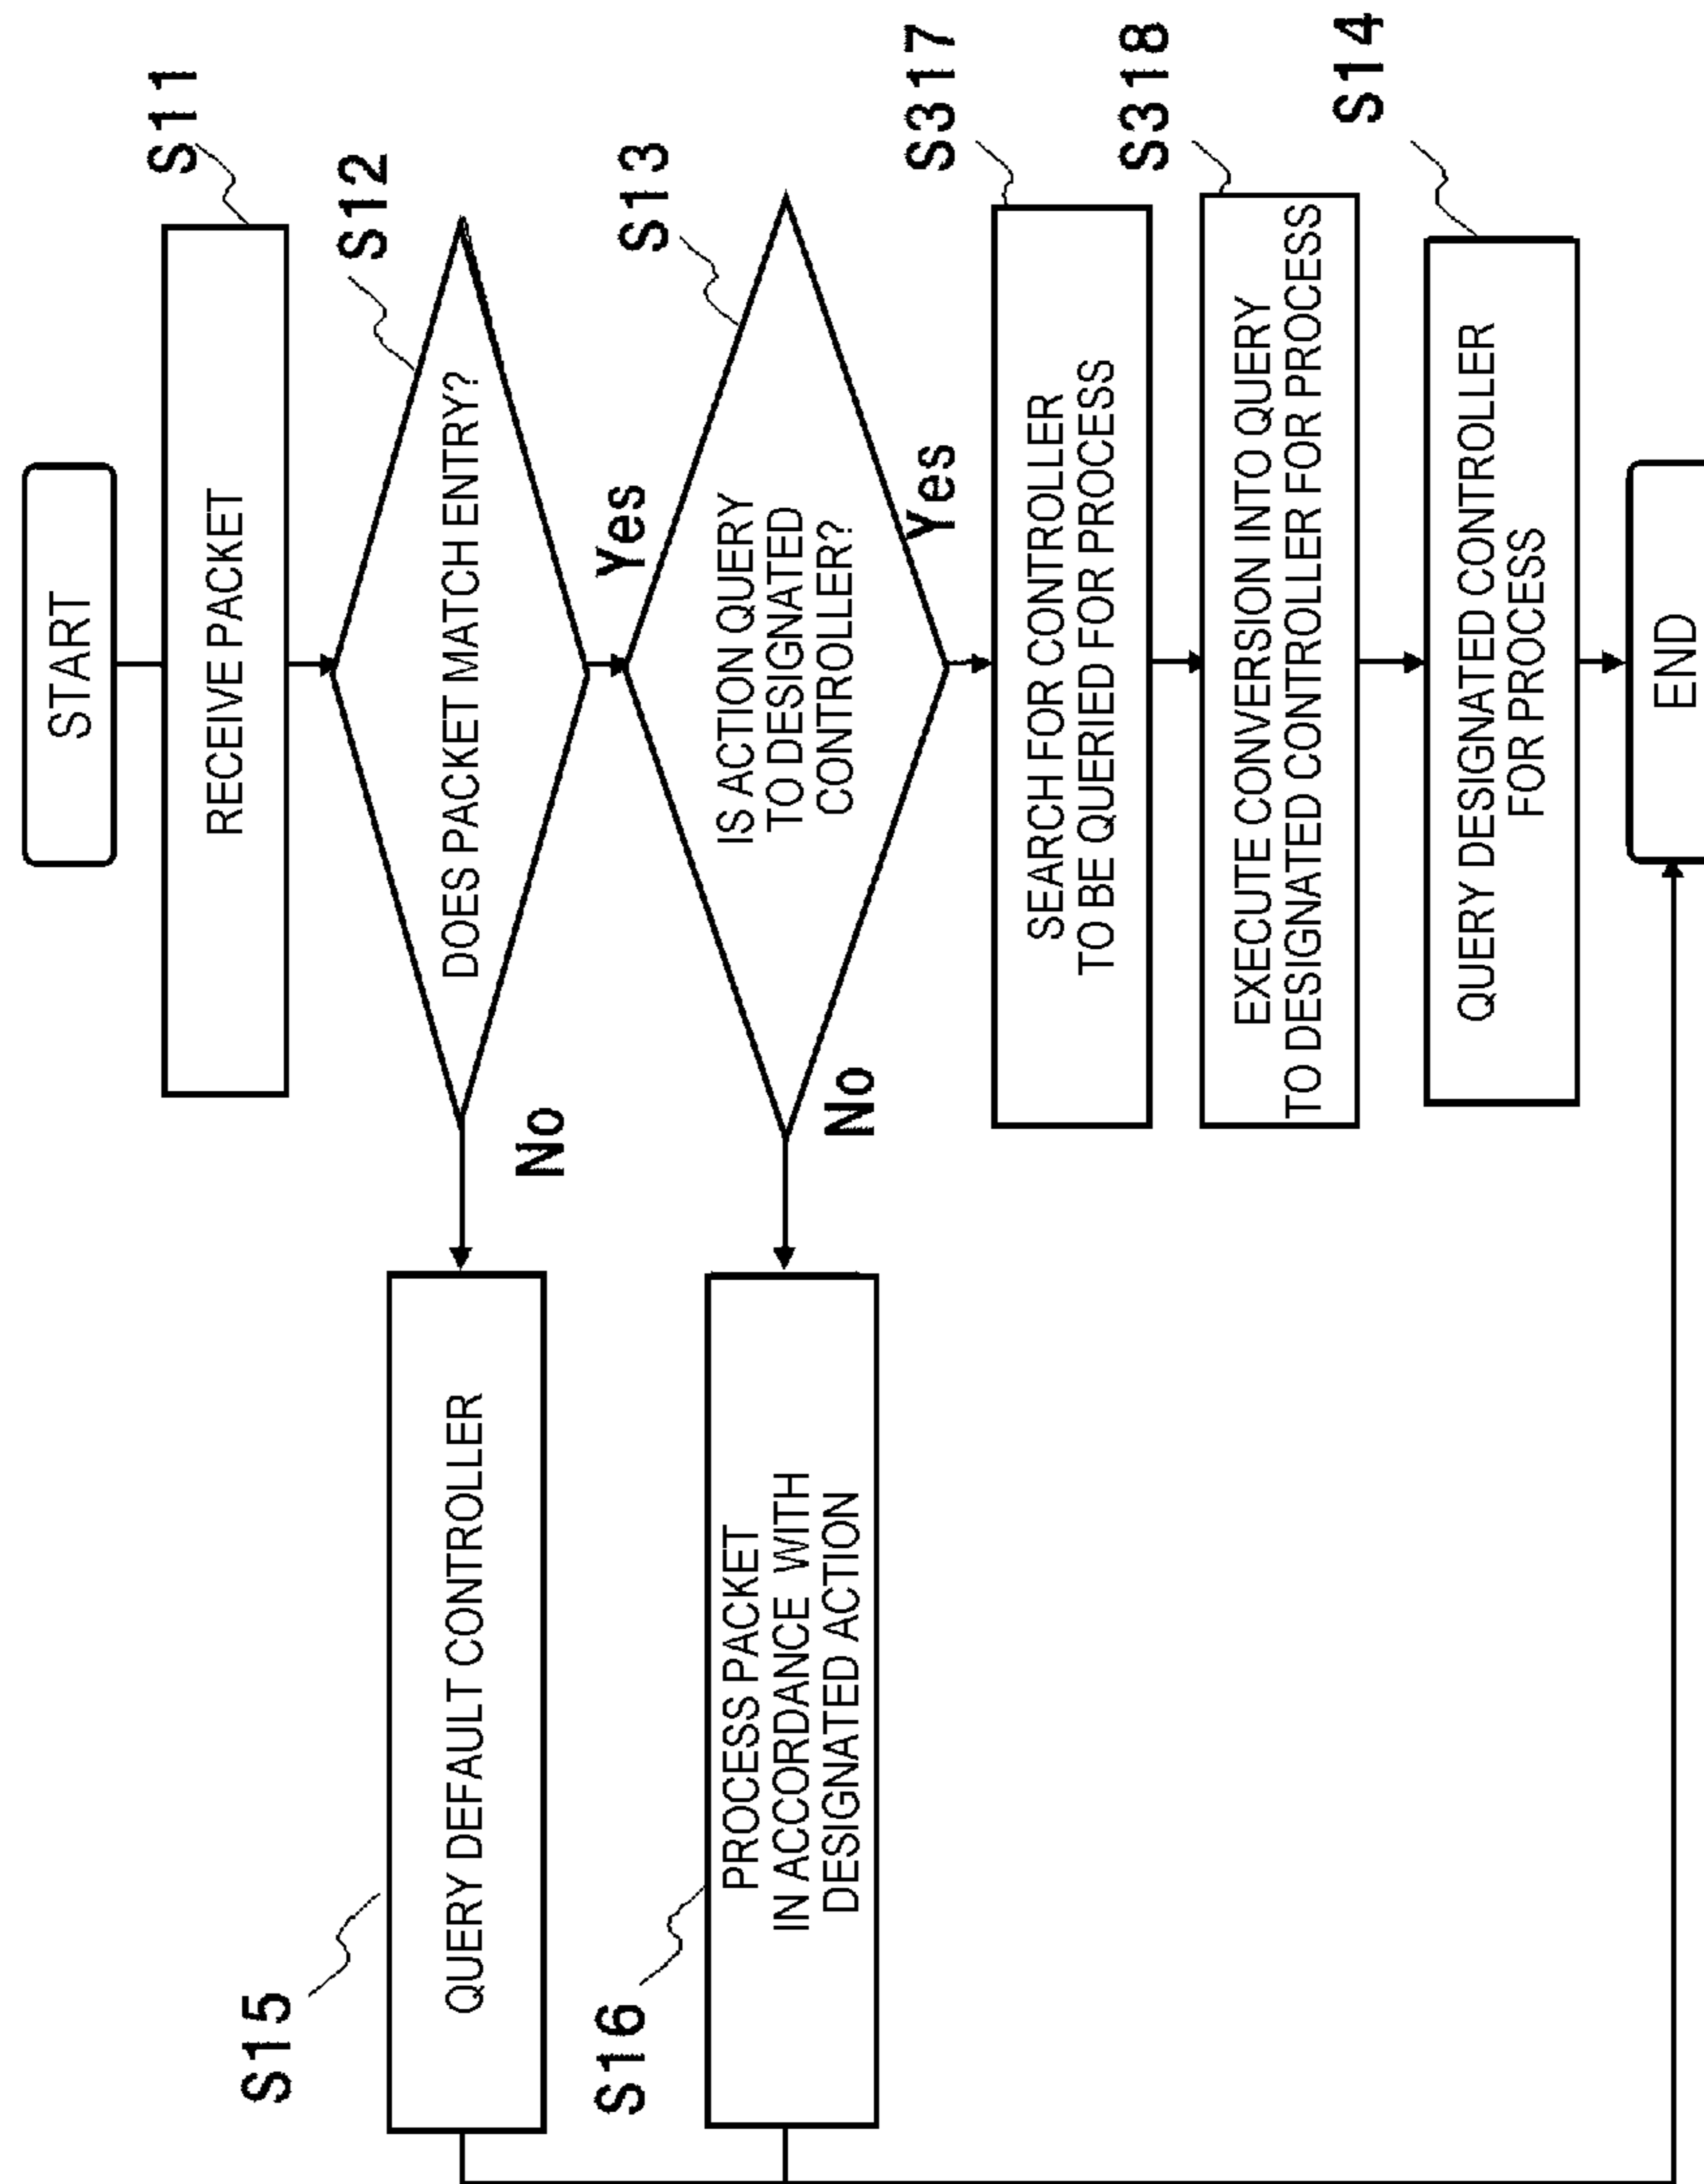 START
S11
RECEIVE PACKET
S12
DOES PACKET MATCH ENTRY?
No
Yes
S15
QUERY DEFAULT CONTROLLER
S13
IS ACTION QUERY
TO DESIGNATED
CONTROLLER?
No
Yes
S16
PROCESS PACKET
IN ACCORDANCE WITH
DESIGNATED ACTION
S317
SEARCH FOR CONTROLLER
TO BE QUERIED FOR PROCESS
S318
EXECUTE CONVERSION INTO QUERY
TO DESIGNATED CONTROLLER FOR PROCESS
S14
QUERY DESIGNATED CONTROLLER
FOR PROCESS
END